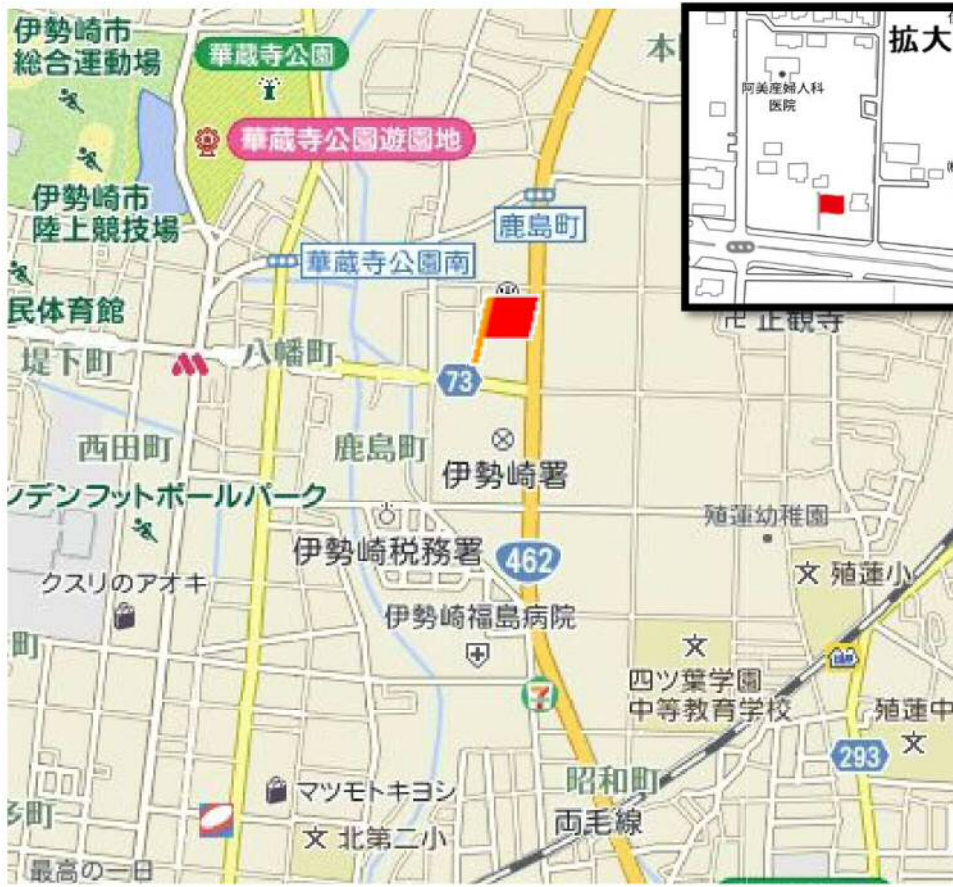 伊勢崎市
総合運動場
華蔵寺公園
華蔵寺公園遊園地
伊勢崎市
陸上競技場
鹿島町
華蔵寺公園南
民体育館
堤下町
八幡町
73
西田町
鹿島町
伊勢崎署
ンデンフットボールパーク
殖蓮幼稚園
伊勢崎税務署
462
クスリのアオキ
殖蓮小
伊勢崎福島病院
町
四ツ葉学園
中等教育学校
殖蓮中
293
マツモトキヨシ
昭和町
多町
両毛線
北第二小
最高の一日
本
拡大
阿美産婦人科
医院
正観寺